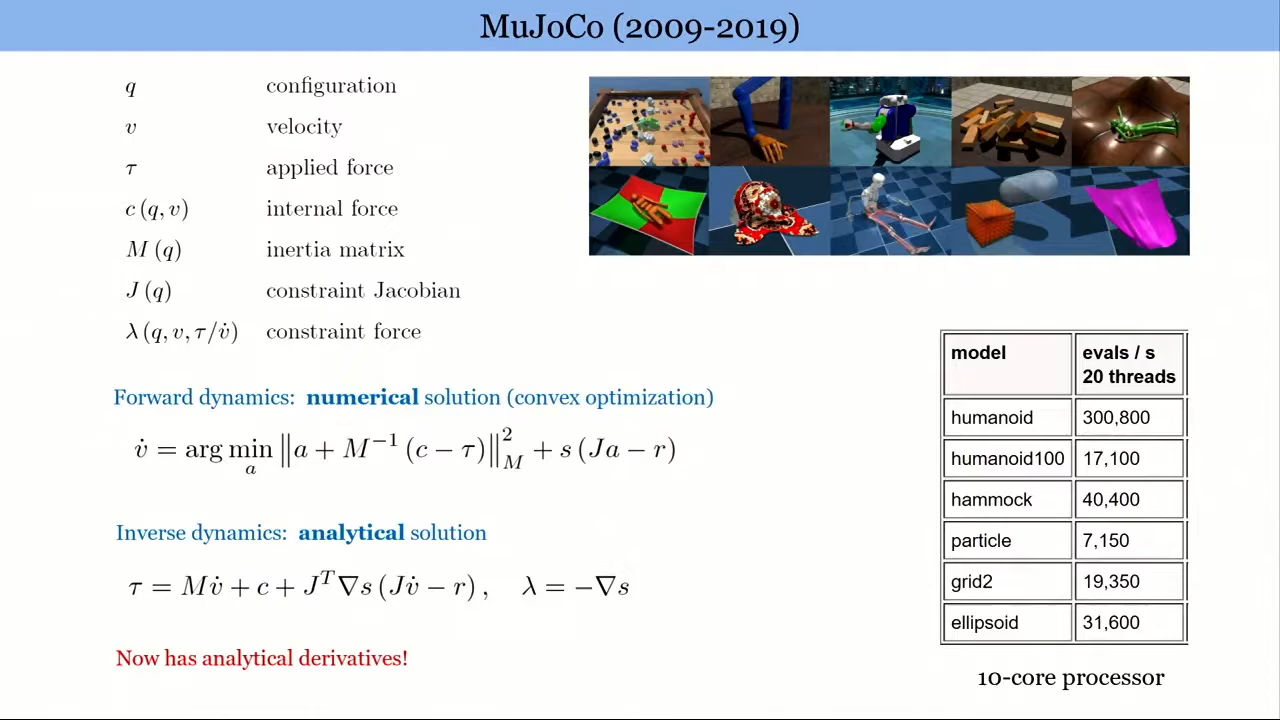 MuJoCo (2009-2019)
q configuration
v velocity
τ applied force
c (q, v) internal force
M (q) inertia matrix
J (q) constraint Jacobian
λ (q, v, τ/v̇) constraint force
Forward dynamics: numerical solution (convex optimization)
v̇ = arg min_a ‖a + M⁻¹ (c − τ)‖²_M + s (Ja − r)
Inverse dynamics: analytical solution
τ = Mv̇ + c + Jᵀ∇s (Jv̇ − r) , λ = −∇s
Now has analytical derivatives!
model evals / s
20 threads
humanoid 300,800
humanoid100 17,100
hammock 40,400
particle 7,150
grid2 19,350
ellipsoid 31,600
10-core processor